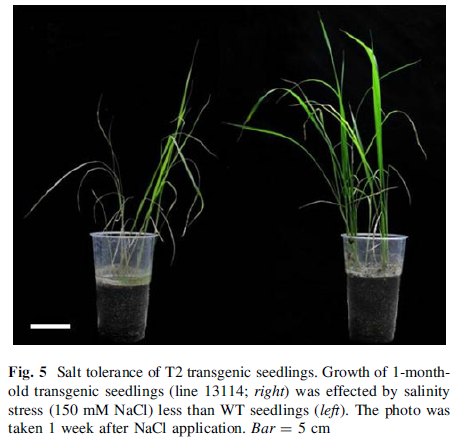 Fig. 5 Salt tolerance of T2 transgenic seedlings. Growth of 1-month-
old transgenic seedlings (line 13114; right) was effected by salinity
stress (150 mM NaCl) less than WT seedlings (left). The photo was
taken 1 week after NaCl application. Bar = 5 cm